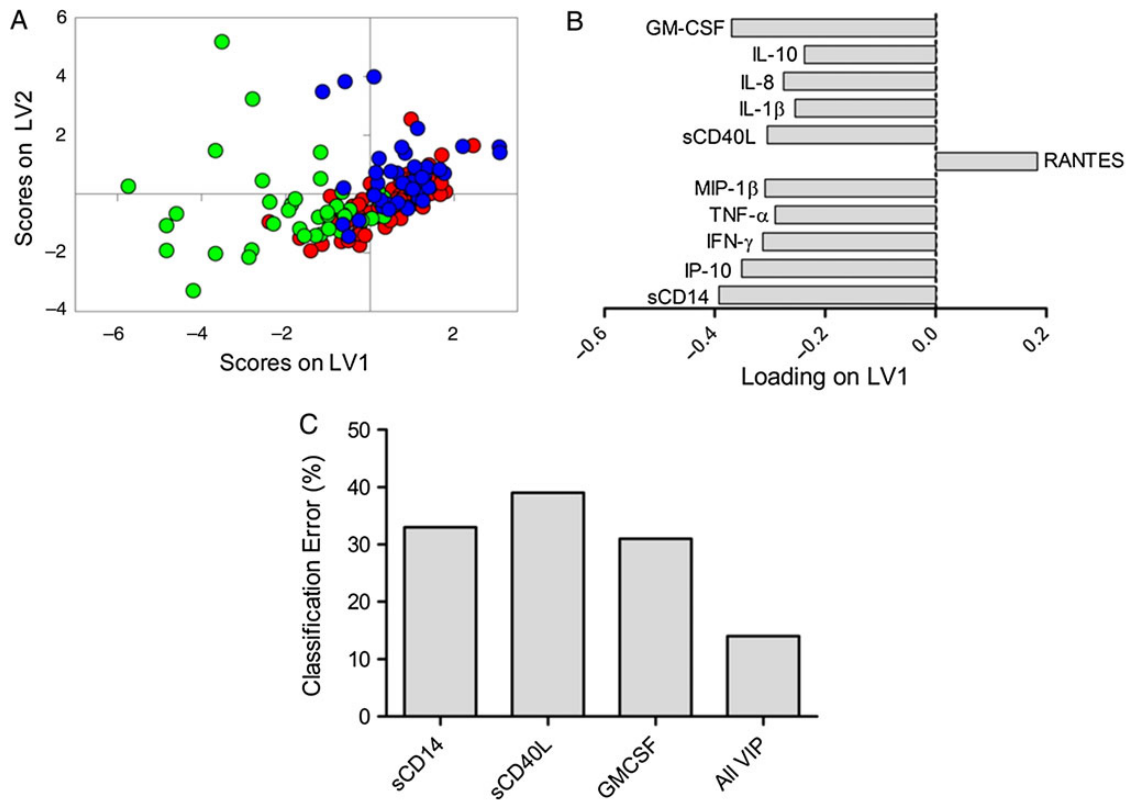 A
6
4
2
0
–2
–4
Scores on LV2
–6
–4
–2
0
2
Scores on LV1
B
GM-CSF
IL-10
IL-8
IL-1β
sCD40L
RANTES
MIP-1β
TNF-α
IFN-γ
IP-10
sCD14
–0.6
–0.4
–0.2
0.0
0.2
Loading on LV1
C
50
40
30
20
10
0
Classification Error (%)
sCD14
sCD40L
GMCSF
All VIP